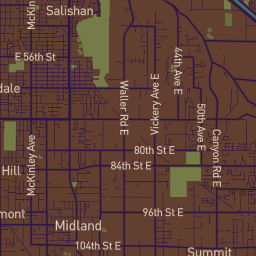 Salishan
McKin
E 56th St
44th Ave E
dale
Waller Rd E
Vickery Ave E
50th Ave E
Canyon Rd E
McKinley Ave
80th St E
84th St E
Hill
mont
96th St E
Midland
104th St E
Summit